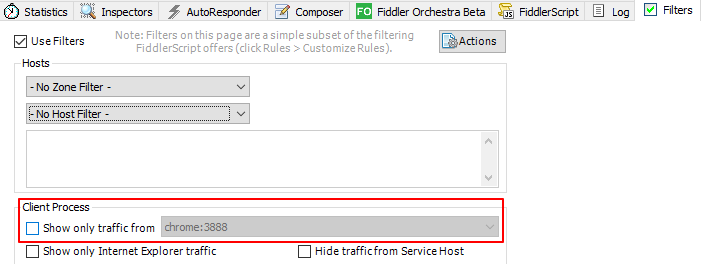 Statistics Inspectors AutoResponder Composer FO Fiddler Orchestra Beta JS FiddlerScript Log Filters
Use Filters
Note: Filters on this page are a simple subset of the filtering
FiddlerScript offers (click Rules > Customize Rules).
Actions
Hosts
- No Zone Filter -
- No Host Filter -
Client Process
Show only traffic from chrome:3888
Show only Internet Explorer traffic Hide traffic from Service Host